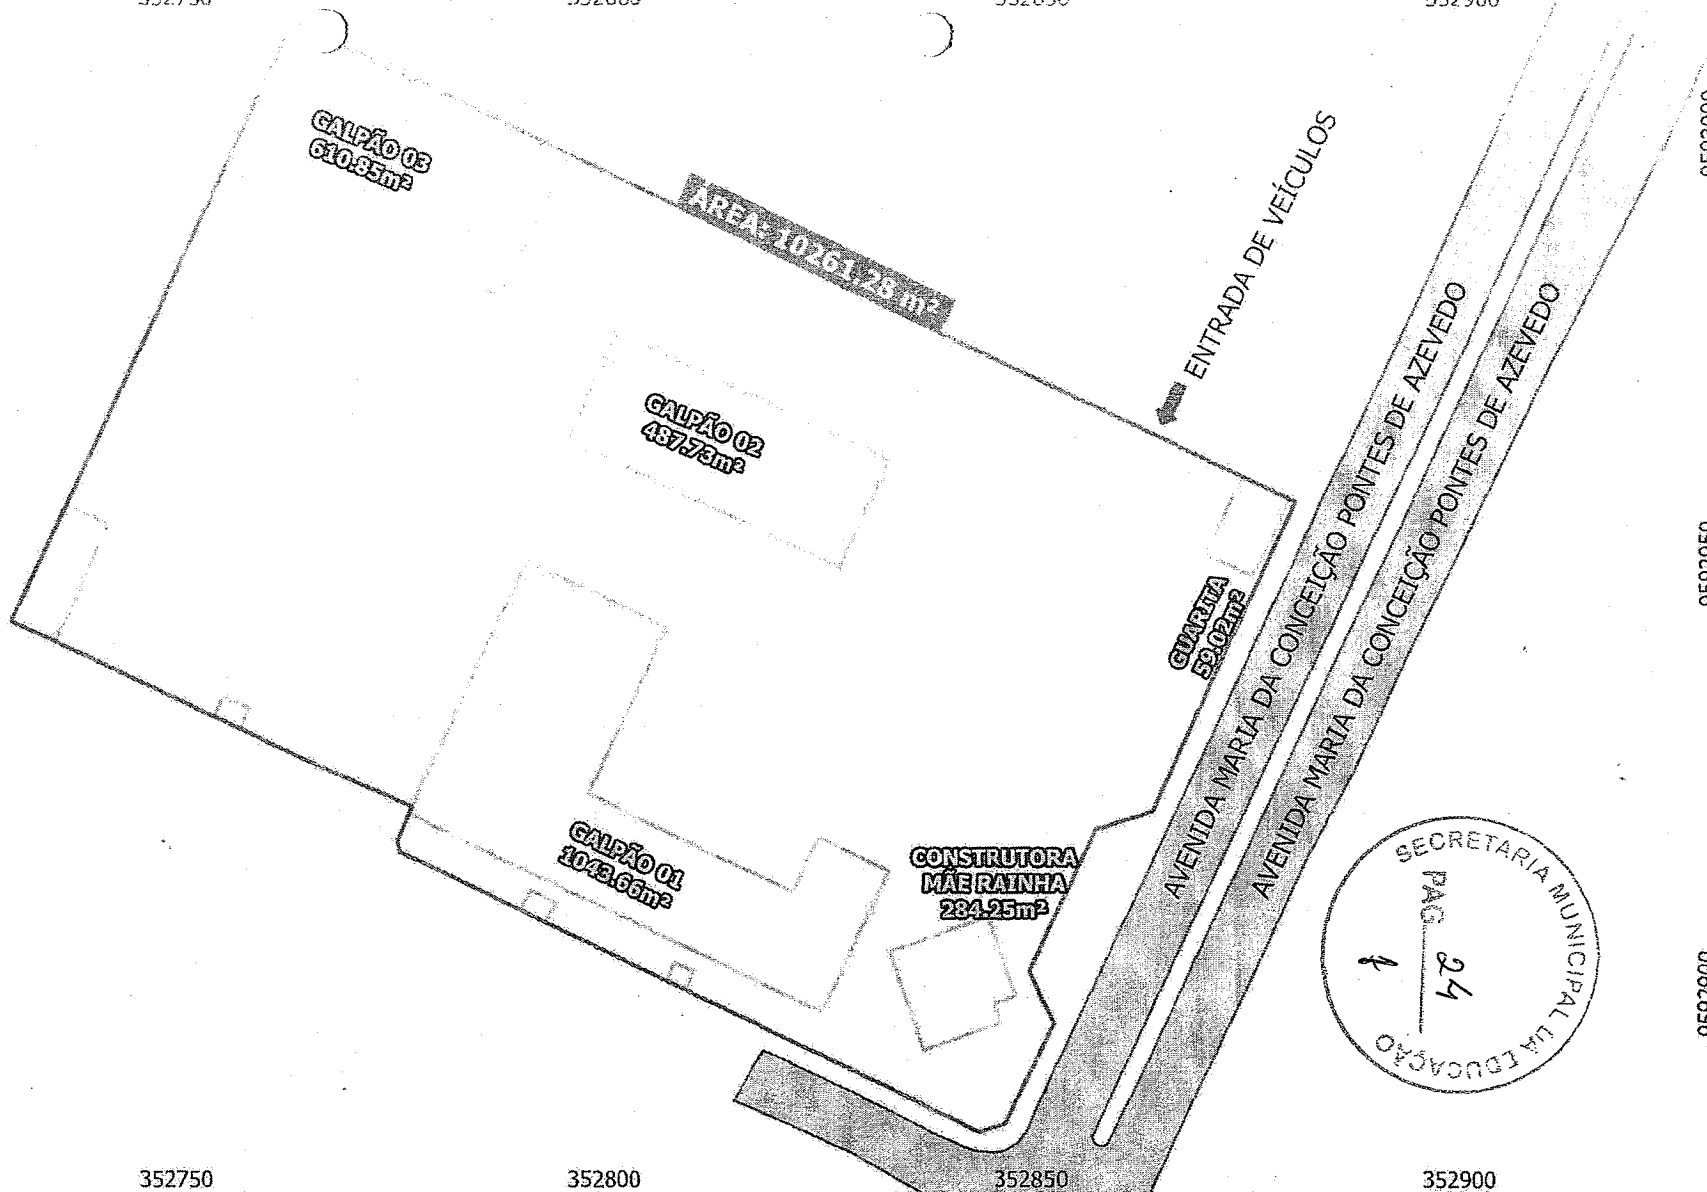 352750
352800
352850
352900
GALPÃO 03
610.85m²
ÁREA: 10261.28 m²
ENTRADA DE VEÍCULOS
GALPÃO 02
487.73m²
AVENIDA MARIA DA CONCEIÇÃO PONTES DE AZEVEDO
AVENIDA MARIA DA CONCEIÇÃO PONTES DE AZEVEDO
GUARITA
59.02m²
GALPÃO 01
1043.66m²
CONSTRUTORA
MÃE RAINHA
284.25m²
SECRETARIA MUNICIPAL DA EDUCAÇÃO
PAG 24
352750
352800
352850
352900